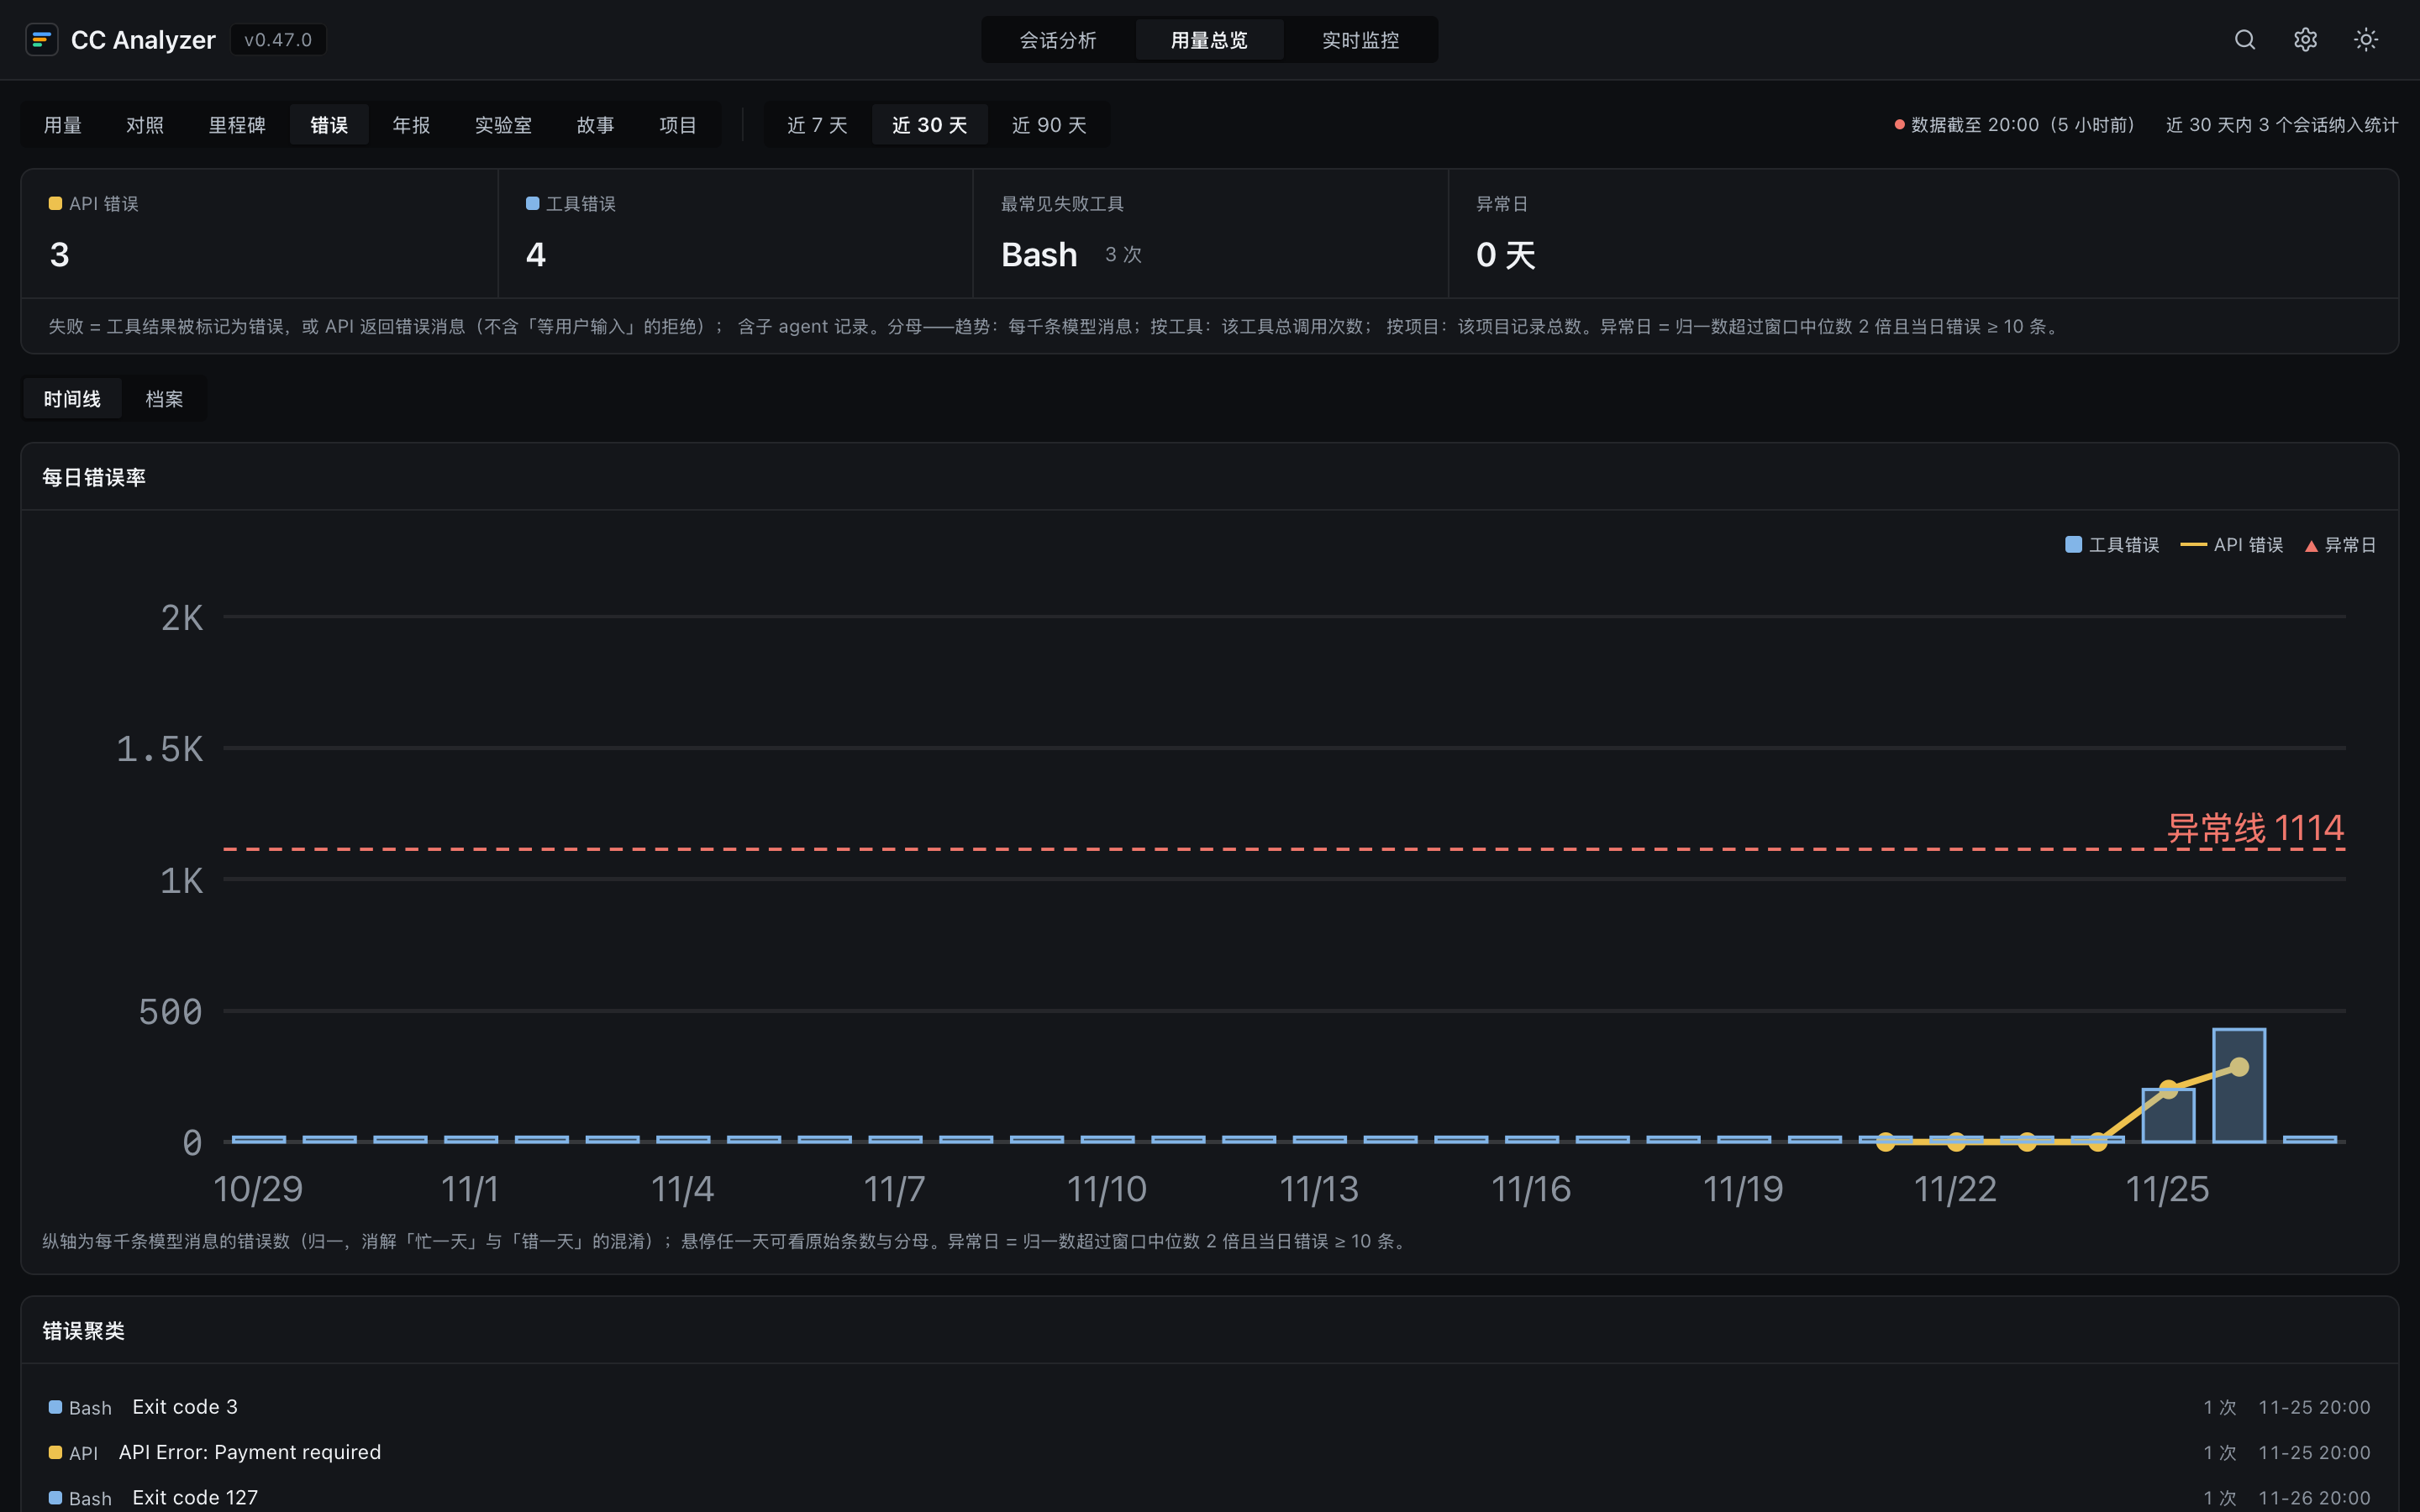 CC Analyzer v0.47.0 会话分析 用量总览 实时监控
用量 对照 里程碑 错误 年报 实验室 故事 项目 近 7 天 近 30 天 近 90 天 数据截至 20:00（5 小时前） 近 30 天内 3 个会话纳入统计
API 错误 工具错误 最常见失败工具 异常日
3 4 Bash 3 次 0 天
失败 = 工具结果被标记为错误，或 API 返回错误消息（不含「等用户输入」的拒绝）； 含子 agent 记录。分母——趋势：每千条模型消息；按工具：该工具总调用次数； 按项目：该项目记录总数。异常日 = 归一数超过窗口中位数 2 倍且当日错误 ≥ 10 条。
时间线 档案
每日错误率
工具错误 API 错误 异常日
2K
1.5K
异常线 1114
1K
500
0
10/29 11/1 11/4 11/7 11/10 11/13 11/16 11/19 11/22 11/25
纵轴为每千条模型消息的错误数（归一，消解「忙一天」与「错一天」的混淆）；悬停任一天可看原始条数与分母。异常日 = 归一数超过窗口中位数 2 倍且当日错误 ≥ 10 条。
错误聚类
Bash Exit code 3 1 次 11-25 20:00
API API Error: Payment required 1 次 11-25 20:00
Bash Exit code 127 1 次 11-26 20:00